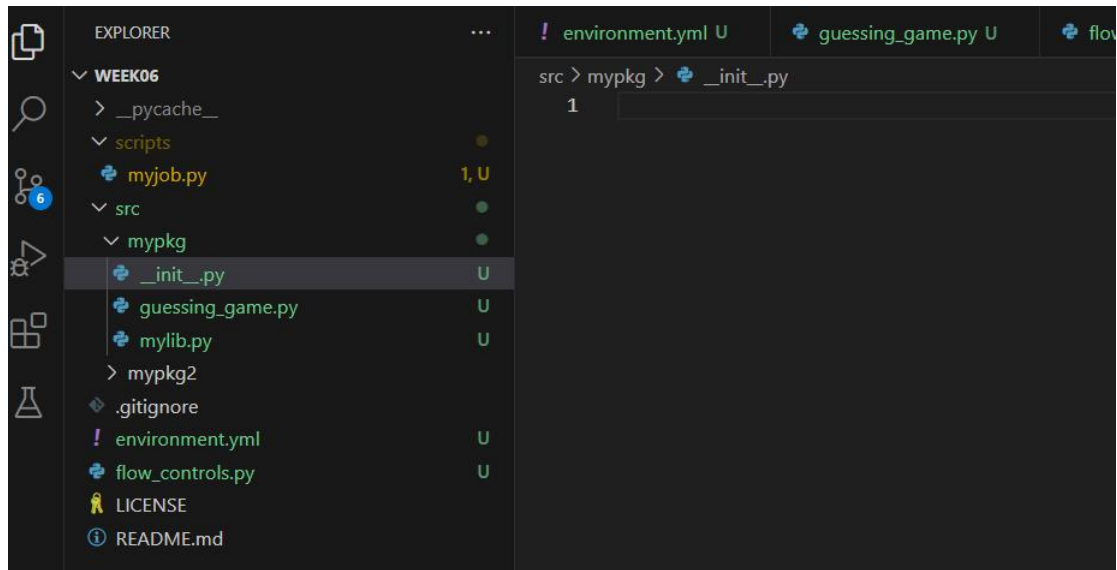 EXPLORER
WEEK06
__pycache__
scripts
myjob.py 1, U
src
mypkg
__init__.py U
guessing_game.py U
mylib.py U
mypkg2
.gitignore
environment.yml U
flow_controls.py U
LICENSE
README.md
6
! environment.yml U guessing_game.py U flow
src > mypkg > __init__.py
1